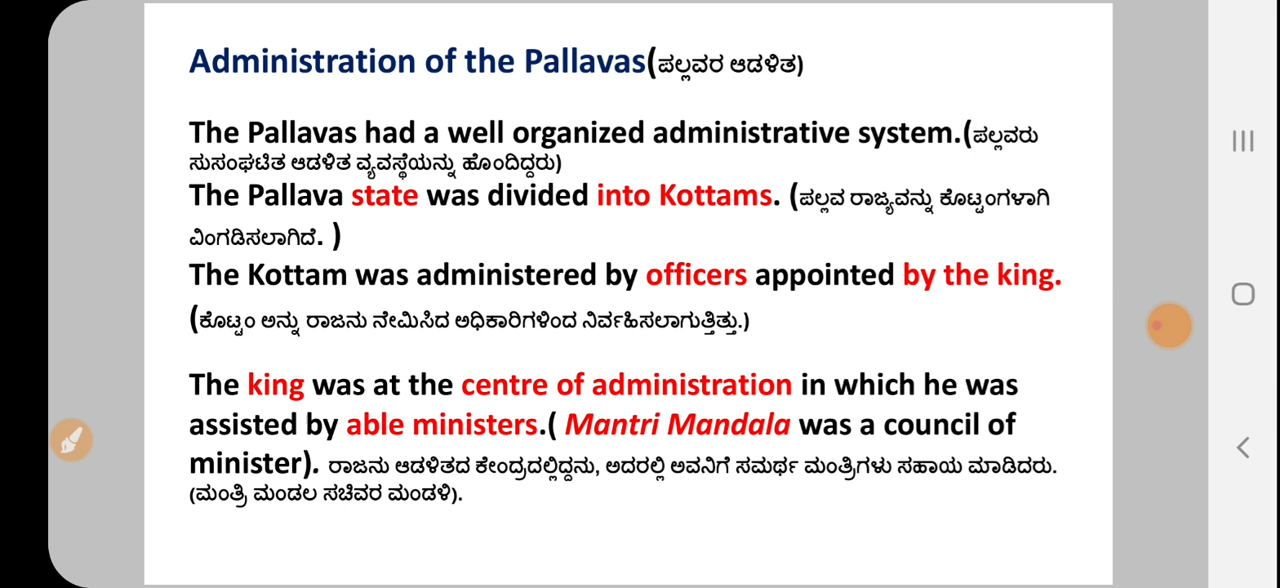 Administration of the Pallavas(ಪಲ್ಲವರ ಆಡಳಿತ)
The Pallavas had a well organized administrative system.(ಪಲ್ಲವರು
ಸುಸಂಘಟಿತ ಆಡಳಿತ ವ್ಯವಸ್ಥೆಯನ್ನು ಹೊಂದಿದ್ದರು)
The Pallava state was divided into Kottams. (ಪಲ್ಲವ ರಾಜ್ಯವನ್ನು ಕೊಟ್ಟಂಗಳಾಗಿ
ವಿಂಗಡಿಸಲಾಗಿದೆ. )
The Kottam was administered by officers appointed by the king.
(ಕೊಟ್ಟಂ ಅನ್ನು ರಾಜನು ನೇಮಿಸಿದ ಅಧಿಕಾರಿಗಳಿಂದ ನಿರ್ವಹಿಸಲಾಗುತ್ತಿತ್ತು.)
The king was at the centre of administration in which he was
assisted by able ministers.( Mantri Mandala was a council of
minister). ರಾಜನು ಆಡಳಿತದ ಕೇಂದ್ರದಲ್ಲಿದ್ದನು, ಅದರಲ್ಲಿ ಅವನಿಗೆ ಸಮರ್ಥ ಮಂತ್ರಿಗಳು ಸಹಾಯ ಮಾಡಿದರು.
(ಮಂತ್ರಿ ಮಂಡಲ ಸಚಿವರ ಮಂಡಳಿ).